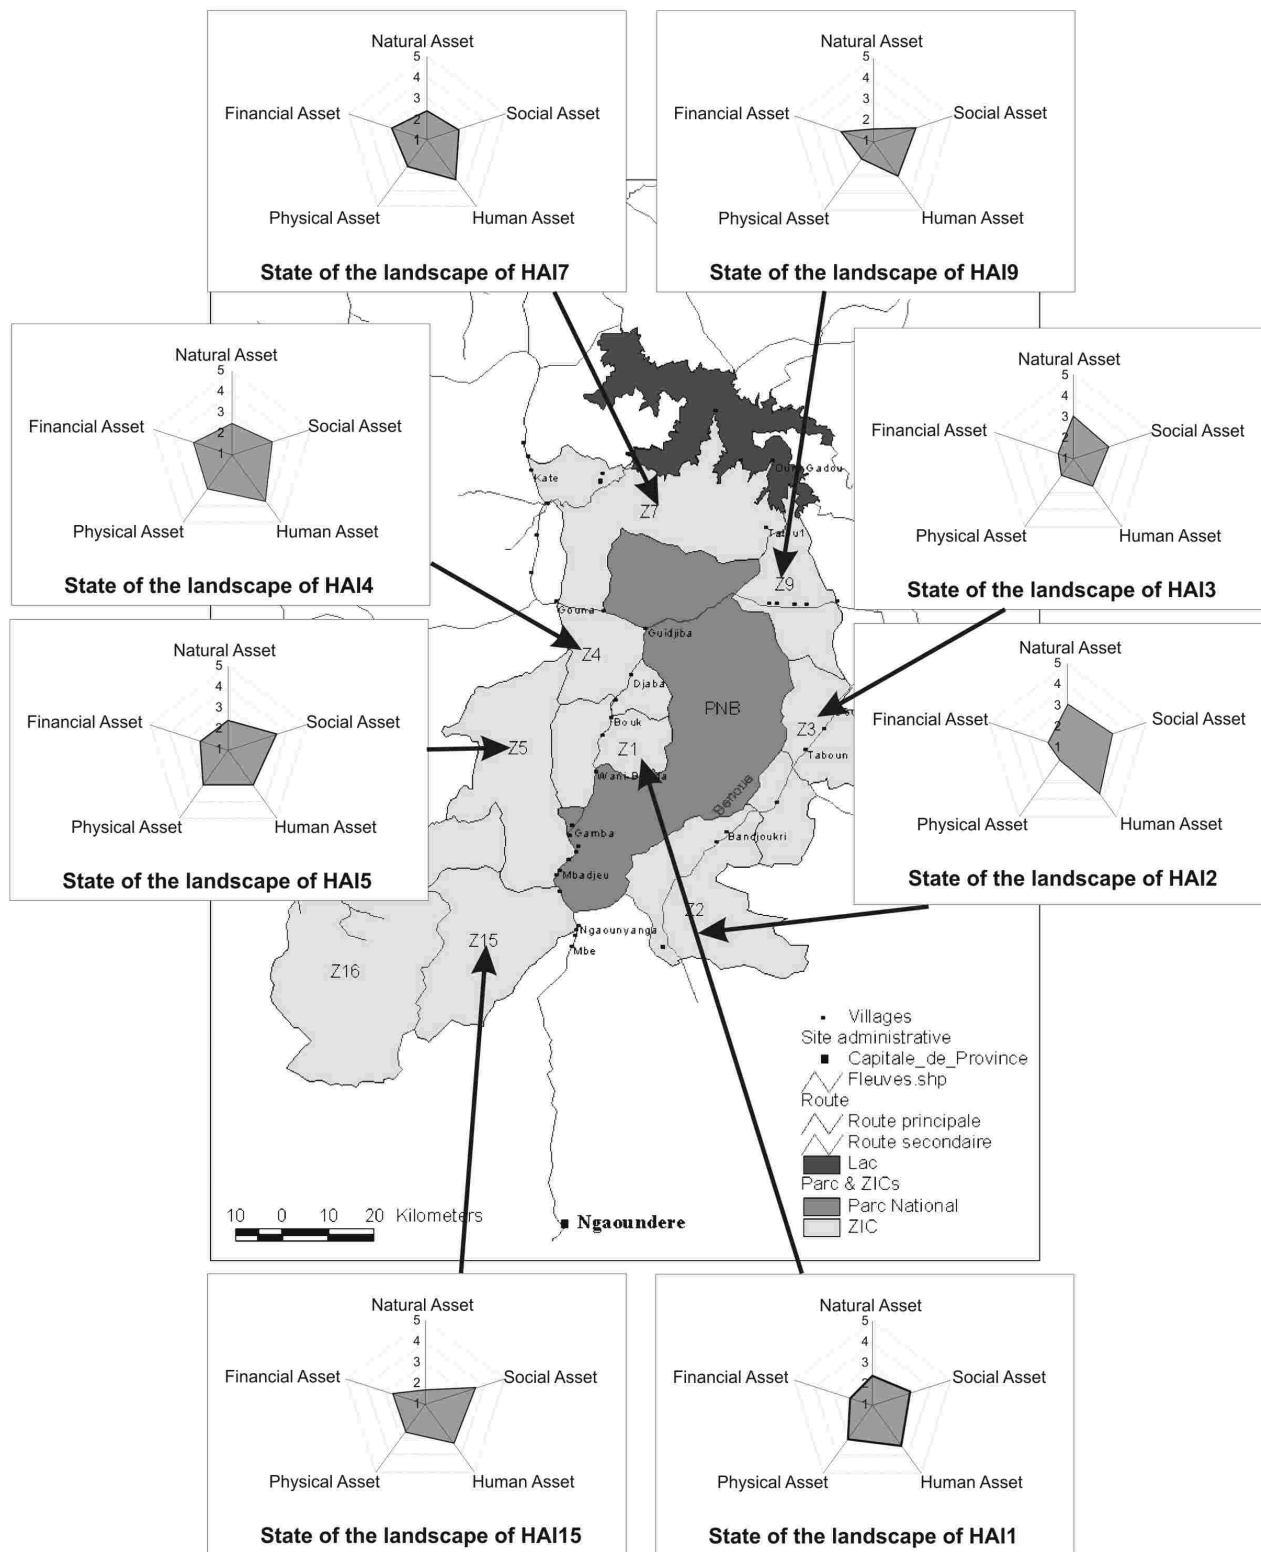 Natural Asset
5
4
3
2
1
Financial Asset
Social Asset
Physical Asset
Human Asset
State of the landscape of HAI7
Natural Asset
5
4
3
2
1
Financial Asset
Social Asset
Physical Asset
Human Asset
State of the landscape of HAI9
Natural Asset
5
4
3
2
1
Financial Asset
Social Asset
Physical Asset
Human Asset
State of the landscape of HAI4
Natural Asset
5
4
3
2
1
Financial Asset
Social Asset
Physical Asset
Human Asset
State of the landscape of HAI3
Natural Asset
5
4
3
2
1
Financial Asset
Social Asset
Physical Asset
Human Asset
State of the landscape of HAI5
Natural Asset
5
4
3
2
1
Financial Asset
Social Asset
Physical Asset
Human Asset
State of the landscape of HAI2
Kate
Z7
Z9
Gouna
Guidjiba
Z4
Djaba
PNB
Bouk
Z5
Z1
Z3
Taboun
Benoue
Gamba
Bandjoukri
Mbadjeu
Z2
Ngaounyanga
Mbe
Z15
Z16
Villages
Site administrative
Capitale_de_Province
Fleuves.shp
Route
Route principale
Route secondaire
Lac
Parc & ZICs
Parc National
ZIC
10 0 10 20 Kilometers
Ngaoundere
Natural Asset
5
4
3
2
1
Financial Asset
Social Asset
Physical Asset
Human Asset
State of the landscape of HAI15
Natural Asset
5
4
3
2
1
Financial Asset
Social Asset
Physical Asset
Human Asset
State of the landscape of HAI1